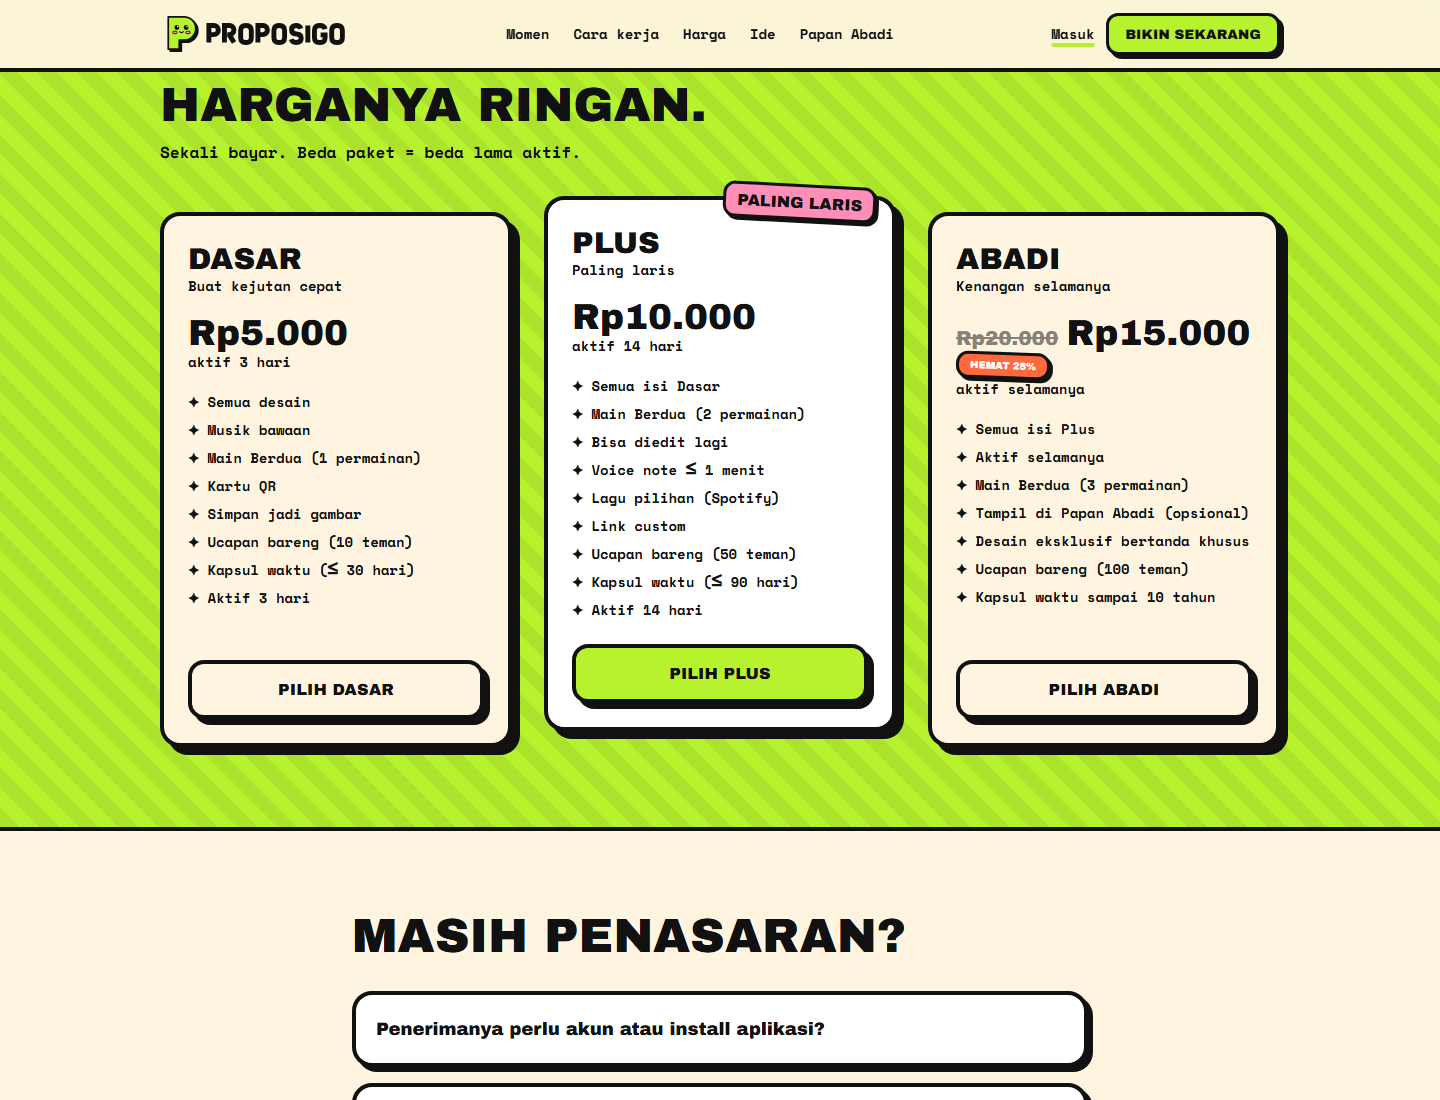 PROPOSIGO
Momen
Cara kerja
Harga
Ide
Papan Abadi
Masuk
BIKIN SEKARANG
HARGANYA RINGAN.
Sekali bayar. Beda paket = beda lama aktif.
DASAR
Buat kejutan cepat
Rp5.000
aktif 3 hari
✦ Semua desain
✦ Musik bawaan
✦ Main Berdua (1 permainan)
✦ Kartu QR
✦ Simpan jadi gambar
✦ Ucapan bareng (10 teman)
✦ Kapsul waktu (≤ 30 hari)
✦ Aktif 3 hari
PILIH DASAR
PALING LARIS
PLUS
Paling laris
Rp10.000
aktif 14 hari
✦ Semua isi Dasar
✦ Main Berdua (2 permainan)
✦ Bisa diedit lagi
✦ Voice note ≤ 1 menit
✦ Lagu pilihan (Spotify)
✦ Link custom
✦ Ucapan bareng (50 teman)
✦ Kapsul waktu (≤ 90 hari)
✦ Aktif 14 hari
PILIH PLUS
ABADI
Kenangan selamanya
Rp20.000 Rp15.000
HEMAT 25%
aktif selamanya
✦ Semua isi Plus
✦ Aktif selamanya
✦ Main Berdua (3 permainan)
✦ Tampil di Papan Abadi (opsional)
✦ Desain eksklusif bertanda khusus
✦ Ucapan bareng (100 teman)
✦ Kapsul waktu sampai 10 tahun
PILIH ABADI
MASIH PENASARAN?
Penerimanya perlu akun atau install aplikasi?